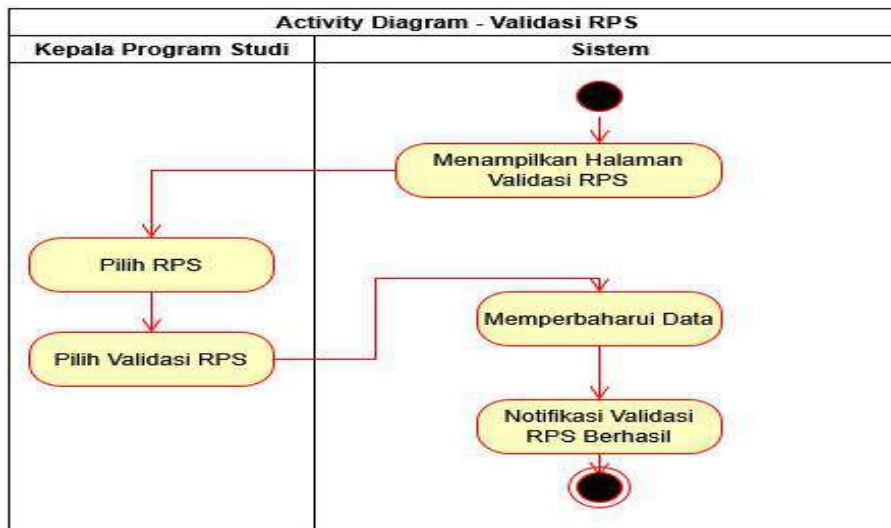 Activity Diagram - Validasi RPS
Kepala Program Studi
Sistem
Menampilkan Halaman
Validasi RPS
Pilih RPS
Pilih Validasi RPS
Memperbaharui Data
Notifikasi Validasi
RPS Berhasil